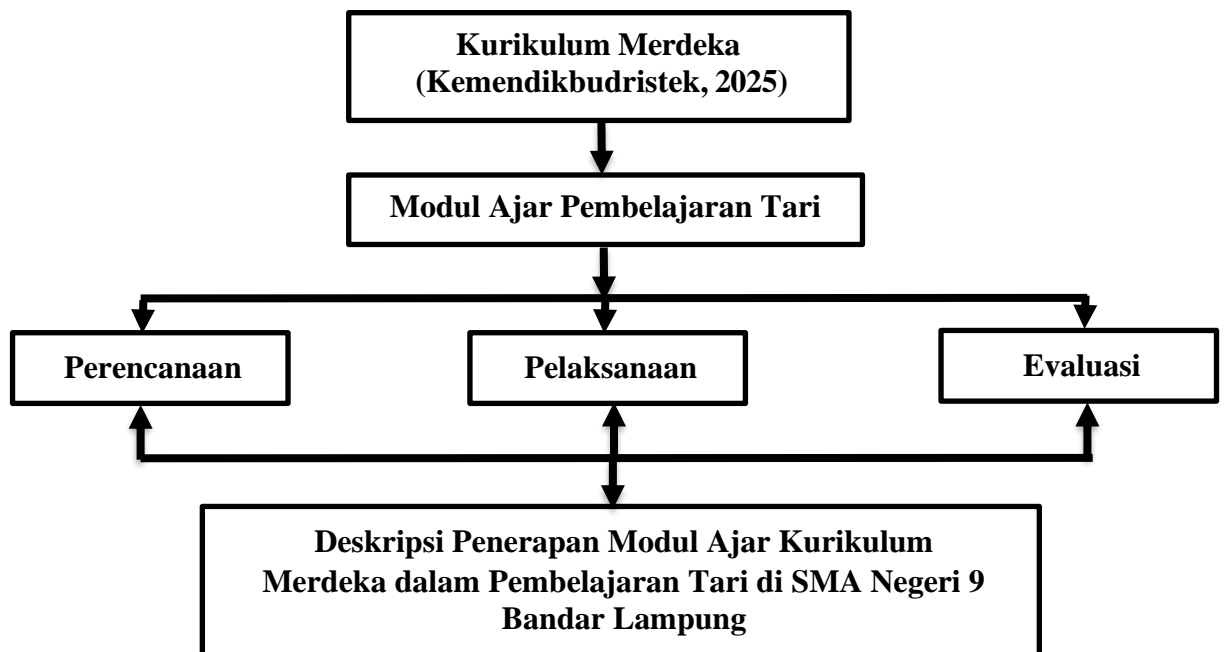 Kurikulum Merdeka
(Kemendikbudristek, 2025)
Modul Ajar Pembelajaran Tari
Perencanaan
Pelaksanaan
Evaluasi
Deskripsi Penerapan Modul Ajar Kurikulum
Merdeka dalam Pembelajaran Tari di SMA Negeri 9
Bandar Lampung